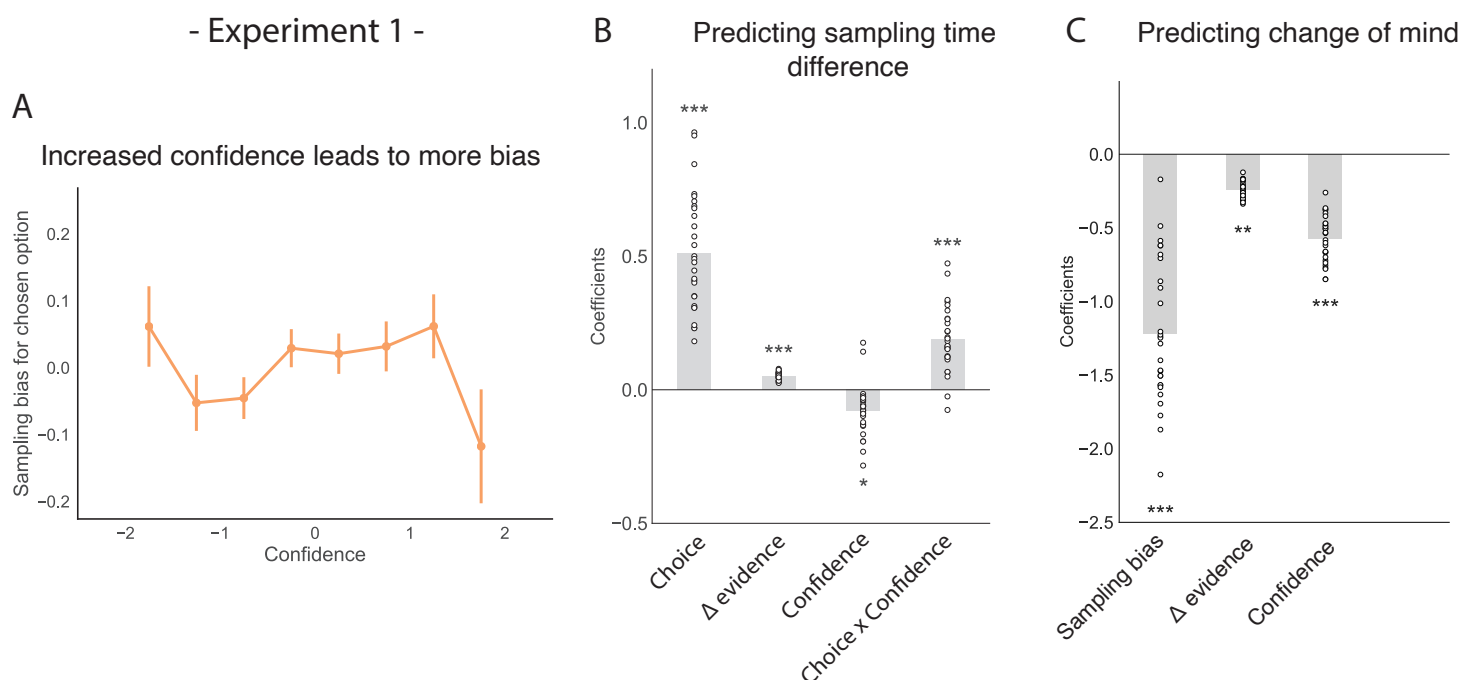 - Experiment 1 -
A
Increased confidence leads to more bias
Sampling bias for chosen option
0.2
0.1
0.0
−0.1
−0.2
−2
−1
0
1
2
Confidence
B
Predicting sampling time
difference
Coefficients
1.0
0.5
0.0
−0.5
***
***
*
***
Choice
Δ evidence
Confidence
Choice x Confidence
C
Predicting change of mind
Coefficients
0.0
−0.5
−1.0
−1.5
−2.0
−2.5
***
**
***
Sampling bias
Δ evidence
Confidence